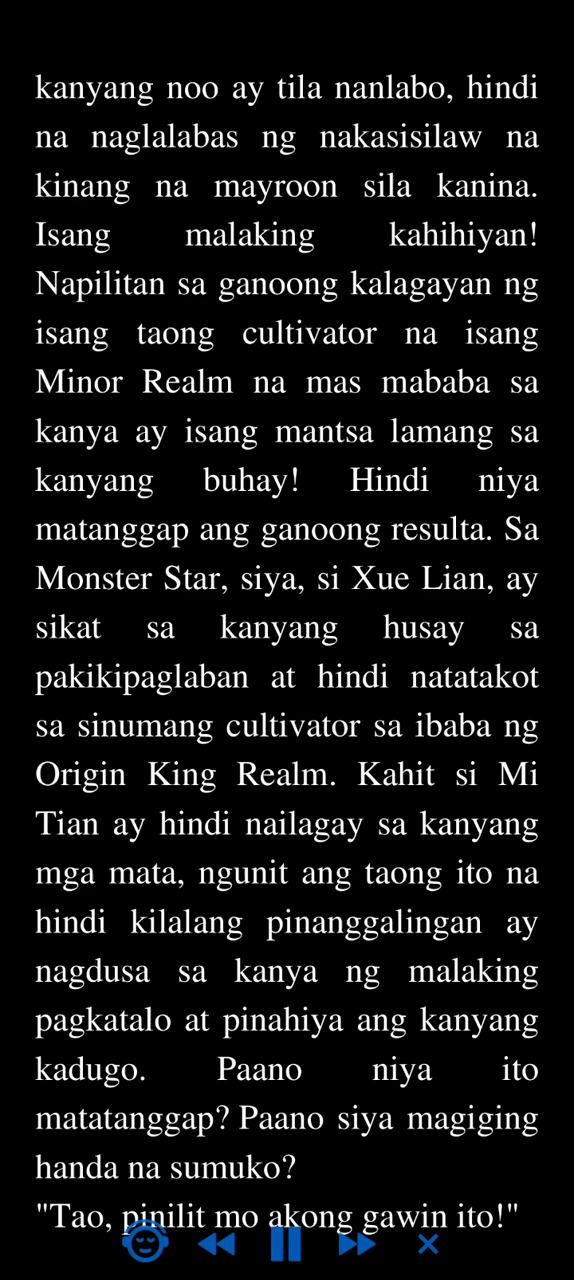 kanyang noo ay tila nanlabo, hindi
na naglalabas ng nakasisilaw na
kinang na mayroon sila kanina.
Isang malaking kahihiyan!
Napilitan sa ganoong kalagayan ng
isang taong cultivator na isang
Minor Realm na mas mababa sa
kanya ay isang mantsa lamang sa
kanyang buhay! Hindi niya
matanggap ang ganoong resulta. Sa
Monster Star, siya, si Xue Lian, ay
sikat sa kanyang husay sa
pakikipaglaban at hindi natatakot
sa sinumang cultivator sa ibaba ng
Origin King Realm. Kahit si Mi
Tian ay hindi nailagay sa kanyang
mga mata, ngunit ang taong ito na
hindi kilalang pinanggalingan ay
nagdusa sa kanya ng malaking
pagkatalo at pinahiya ang kanyang
kadugo. Paano niya ito
matatanggap? Paano siya magiging
handa na sumuko?
"Tao, pinilit mo akong gawin ito!"